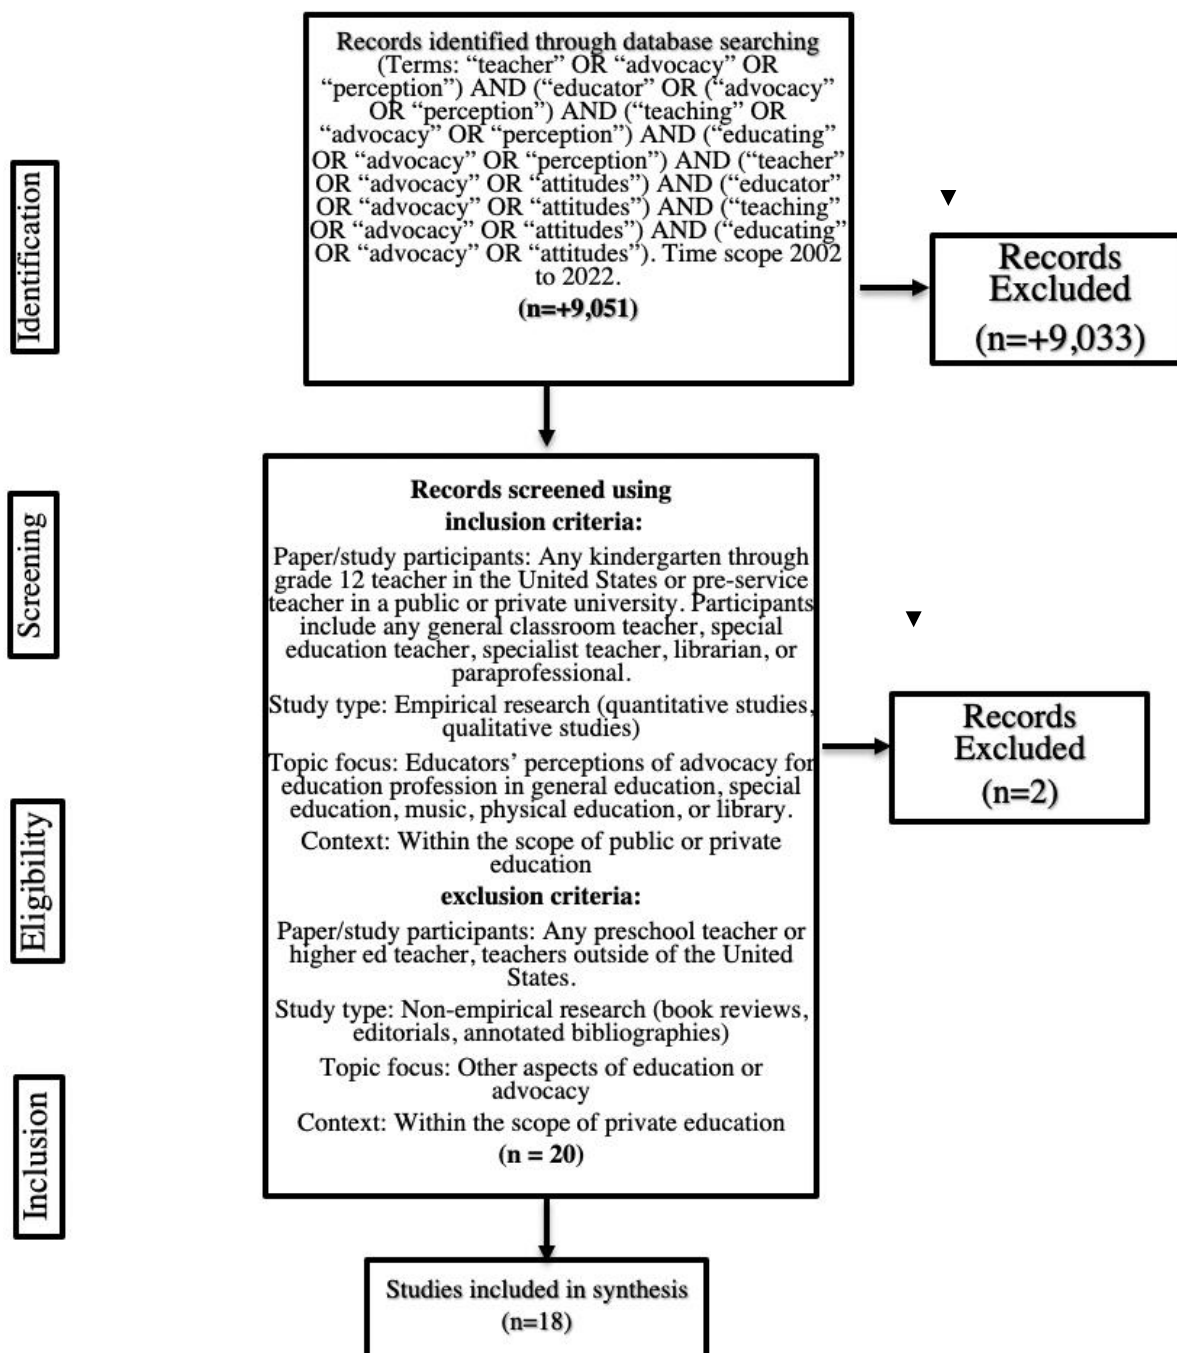 Records identified through database searching
(Terms: “teacher” OR “advocacy” OR
“perception”) AND (“educator” OR (“advocacy”
OR “perception”) AND (“teaching” OR
“advocacy” OR “perception”) AND (“educating”
OR “advocacy” OR “perception”) AND (“teacher”
OR “advocacy” OR “attitudes”) AND (“educator”
OR “advocacy” OR “attitudes”) AND (“teaching”
OR “advocacy” OR “attitudes”) AND (“educating”
OR “advocacy” OR “attitudes”). Time scope 2002
to 2022.
(n=+9,051)
Identification
Records
Excluded
(n=+9,033)
Screening
Records screened using
inclusion criteria:
Paper/study participants: Any kindergarten through
grade 12 teacher in the United States or pre-service
teacher in a public or private university. Participants
include any general classroom teacher, special
education teacher, specialist teacher, librarian, or
paraprofessional.
Study type: Empirical research (quantitative studies,
qualitative studies)
Topic focus: Educators’ perceptions of advocacy for
education profession in general education, special
education, music, physical education, or library.
Context: Within the scope of public or private
education
exclusion criteria:
Paper/study participants: Any preschool teacher or
higher ed teacher, teachers outside of the United
States.
Study type: Non-empirical research (book reviews,
editorials, annotated bibliographies)
Topic focus: Other aspects of education or
advocacy
Context: Within the scope of private education
(n = 20)
Records
Excluded
(n=2)
Eligibility
Inclusion
Studies included in synthesis
(n=18)